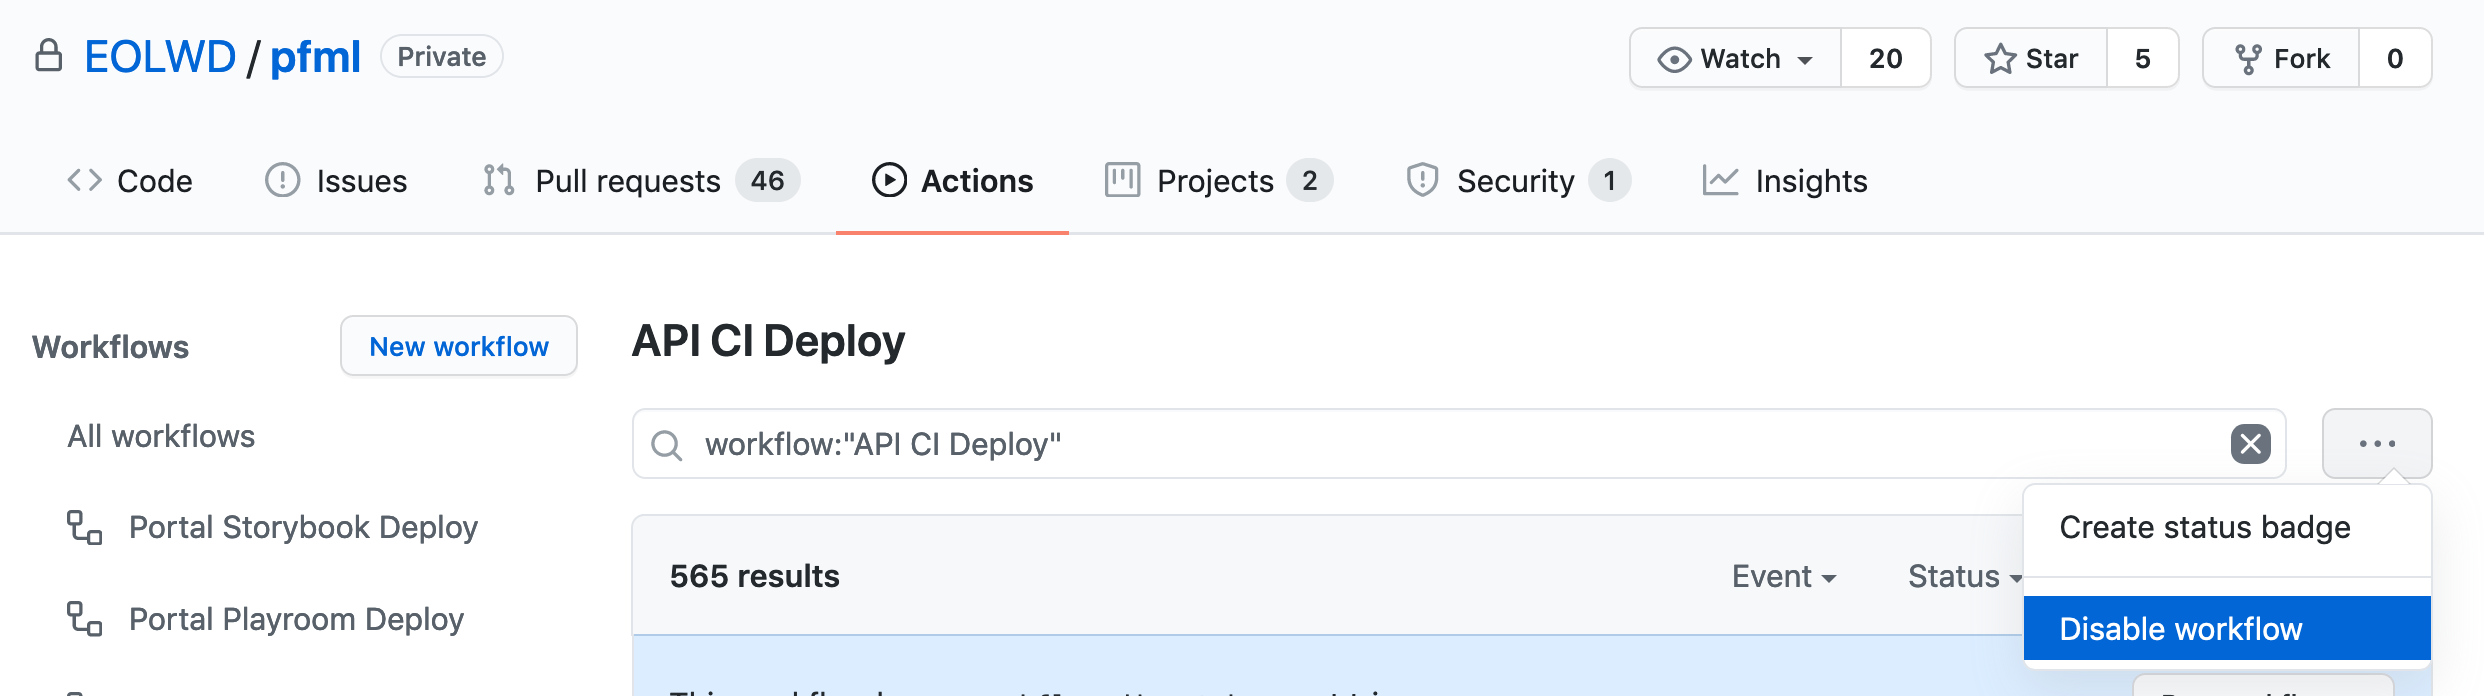 EOLWD / pfml Private Watch 20 Star 5 Fork 0
Code Issues Pull requests 46 Actions Projects 2 Security 1 Insights
Workflows New workflow API CI Deploy
All workflows workflow:"API CI Deploy" ...
Portal Storybook Deploy Create status badge
565 results Event Status
Portal Playroom Deploy Disable workflow